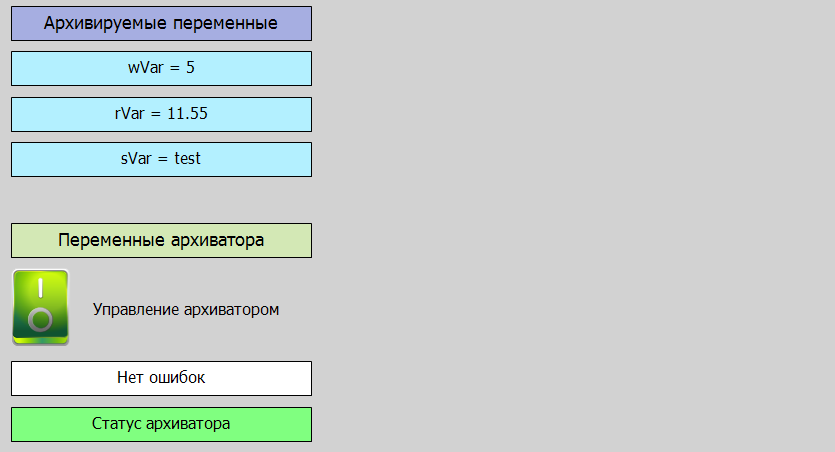 Архивируемые переменные
wVar = 5
rVar = 11.55
sVar = test
Переменные архиватора
Управление архиватором
Нет ошибок
Статус архиватора